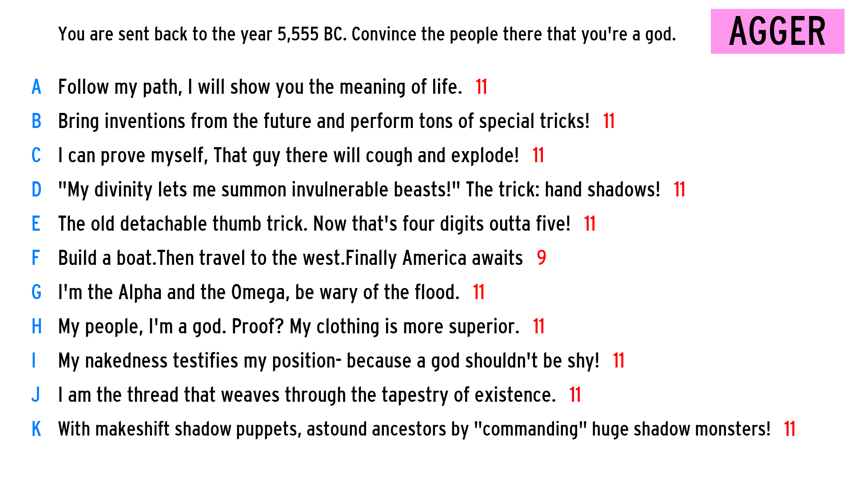 You are sent back to the year 5,555 BC. Convince the people there that you're a god.
AGGER
A Follow my path, I will show you the meaning of life. 11
B Bring inventions from the future and perform tons of special tricks! 11
C I can prove myself, That guy there will cough and explode! 11
D "My divinity lets me summon invulnerable beasts!" The trick: hand shadows! 11
E The old detachable thumb trick. Now that's four digits outta five! 11
F Build a boat.Then travel to the west.Finally America awaits 9
G I'm the Alpha and the Omega, be wary of the flood. 11
H My people, I'm a god. Proof? My clothing is more superior. 11
I My nakedness testifies my position- because a god shouldn't be shy! 11
J I am the thread that weaves through the tapestry of existence. 11
K With makeshift shadow puppets, astound ancestors by "commanding" huge shadow monsters! 11